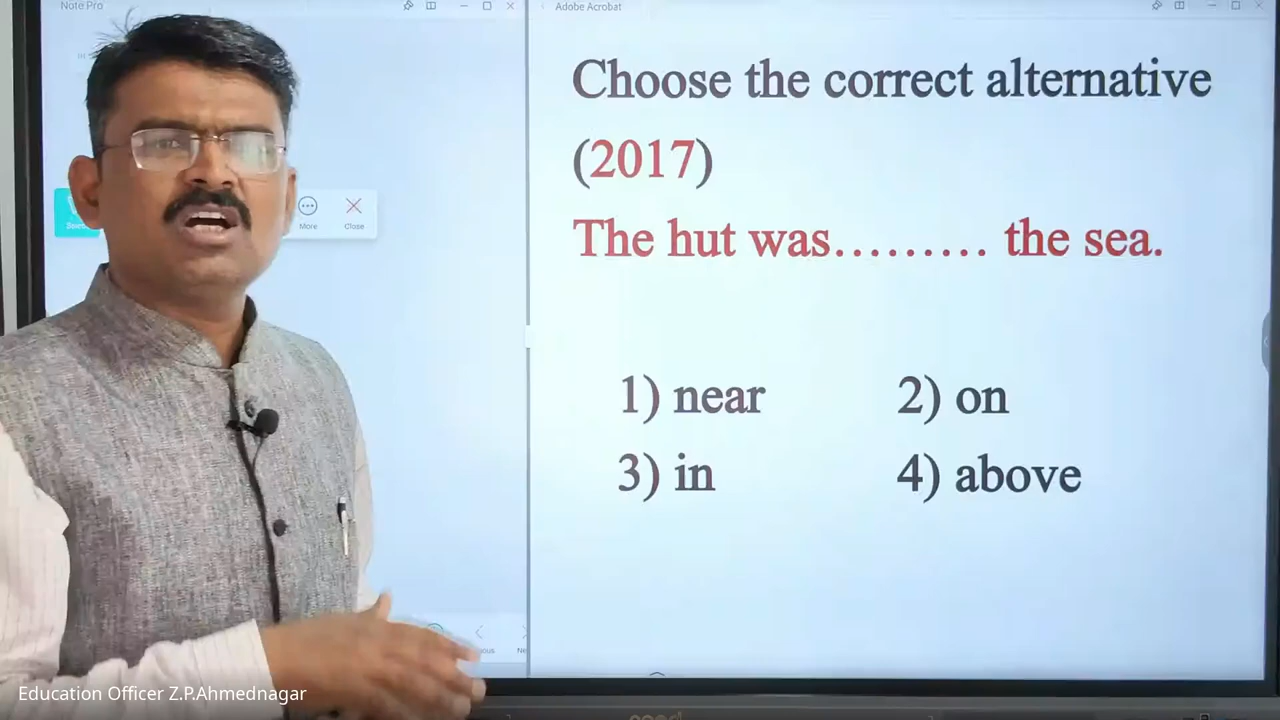 Note Pro
Adobe Acrobat
Choose the correct alternative
(2017)
The hut was......... the sea.
More
Close
1) near 2) on
3) in 4) above
Education Officer Z.P.Ahmednagar